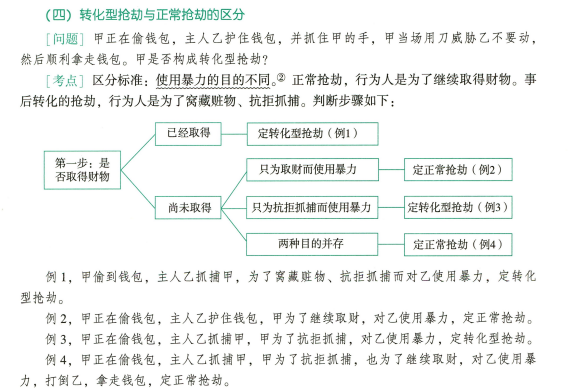 （四）转化型抢劫与正常抢劫的区分
［问题］甲正在偷钱包，主人乙护住钱包，并抓住甲的手，甲当场用刀威胁乙不要动，
然后顺利拿走钱包。甲是否构成转化型抢劫？
［考点］区分标准：使用暴力的目的不同。② 正常抢劫，行为人是为了继续取得财物。事
后转化的抢劫，行为人是为了窝藏赃物、抗拒抓捕。判断步骤如下：
第一步：是
否取得财物
已经取得
定转化型抢劫（例1）
尚未取得
只为取财而使用暴力
定正常抢劫（例2）
只为抗拒抓捕而使用暴力
定转化型抢劫（例3）
两种目的并存
定正常抢劫（例4）
例 1，甲偷到钱包，主人乙抓捕甲，为了窝藏赃物、抗拒抓捕而对乙使用暴力，定转化
型抢劫。
例 2，甲正在偷钱包，主人乙护住钱包，甲为了继续取财，对乙使用暴力，定正常抢劫。
例 3，甲正在偷钱包，主人乙抓捕甲，甲为了抗拒抓捕，对乙使用暴力，定转化型抢劫。
例 4，甲正在偷钱包，主人乙抓捕甲，甲为了抗拒抓捕，也为了继续取财，对乙使用暴
力，打倒乙，拿走钱包，定正常抢劫。